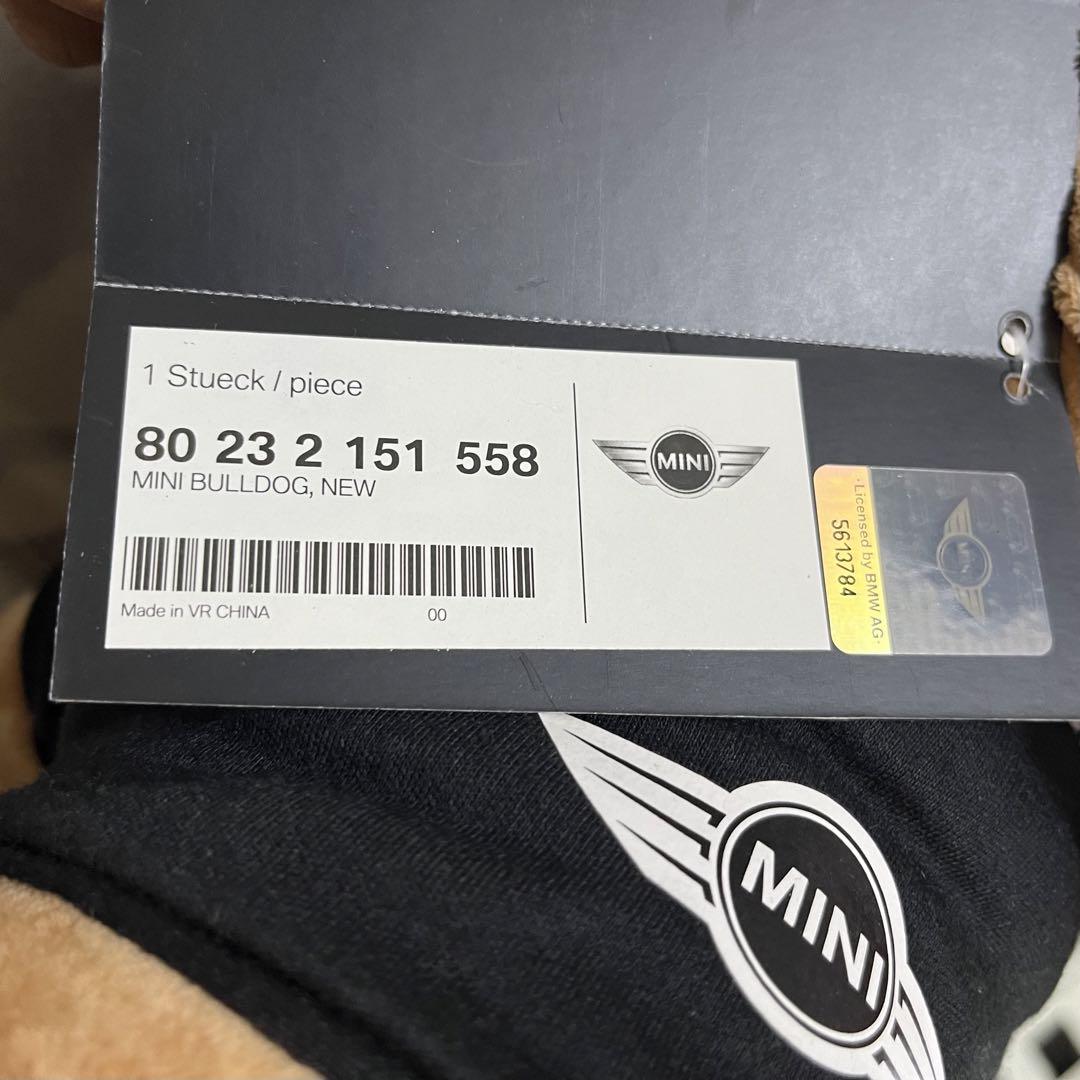 1 Stueck / piece
80 23 2 151 558
MINI BULLDOG, NEW
Made in VR CHINA 00
MINI
·Licensed by BMW AG·
5613784
MINI
MINI